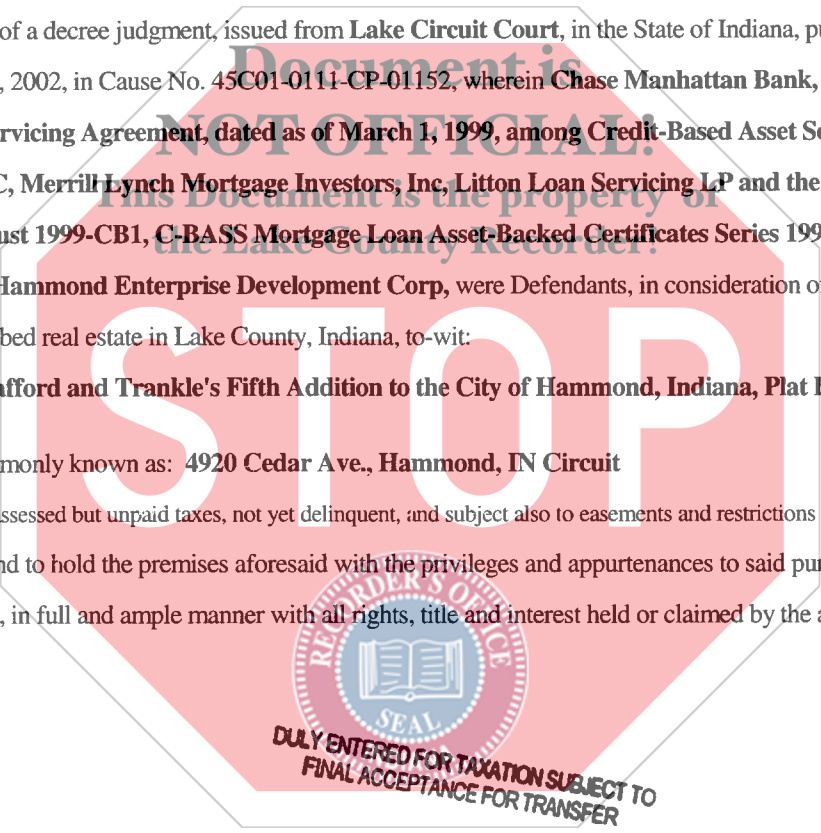 of a decree judgment, issued from Lake Circuit Court, in the State of Indiana, pu
, 2002, in Cause No. 45C01-0111-CP-01152, wherein Chase Manhattan Bank,
rvicing Agreement, dated as of March 1, 1999, among Credit-Based Asset Se
C, Merrill Lynch Mortgage Investors, Inc, Litton Loan Servicing LP and the
ust 1999-CB1, C-BASS Mortgage Loan Asset-Backed Certificates Series 199
Hammond Enterprise Development Corp, were Defendants, in consideration o
bed real estate in Lake County, Indiana, to-wit:
afford and Trankle's Fifth Addition to the City of Hammond, Indiana, Plat B
monly known as: 4920 Cedar Ave., Hammond, IN Circuit
ssessed but unpaid taxes, not yet delinquent, and subject also to easements and restrictions
nd to hold the premises aforesaid with the privileges and appurtenances to said pur
, in full and ample manner with all rights, title and interest held or claimed by the a
Document is
NOT OFFICIAL!
This Document is the property of
the Lake County Recorder!
STOP
RECORDER'S OFFICE
SEAL
DULY ENTERED FOR TAXATION SUBJECT TO
FINAL ACCEPTANCE FOR TRANSFER